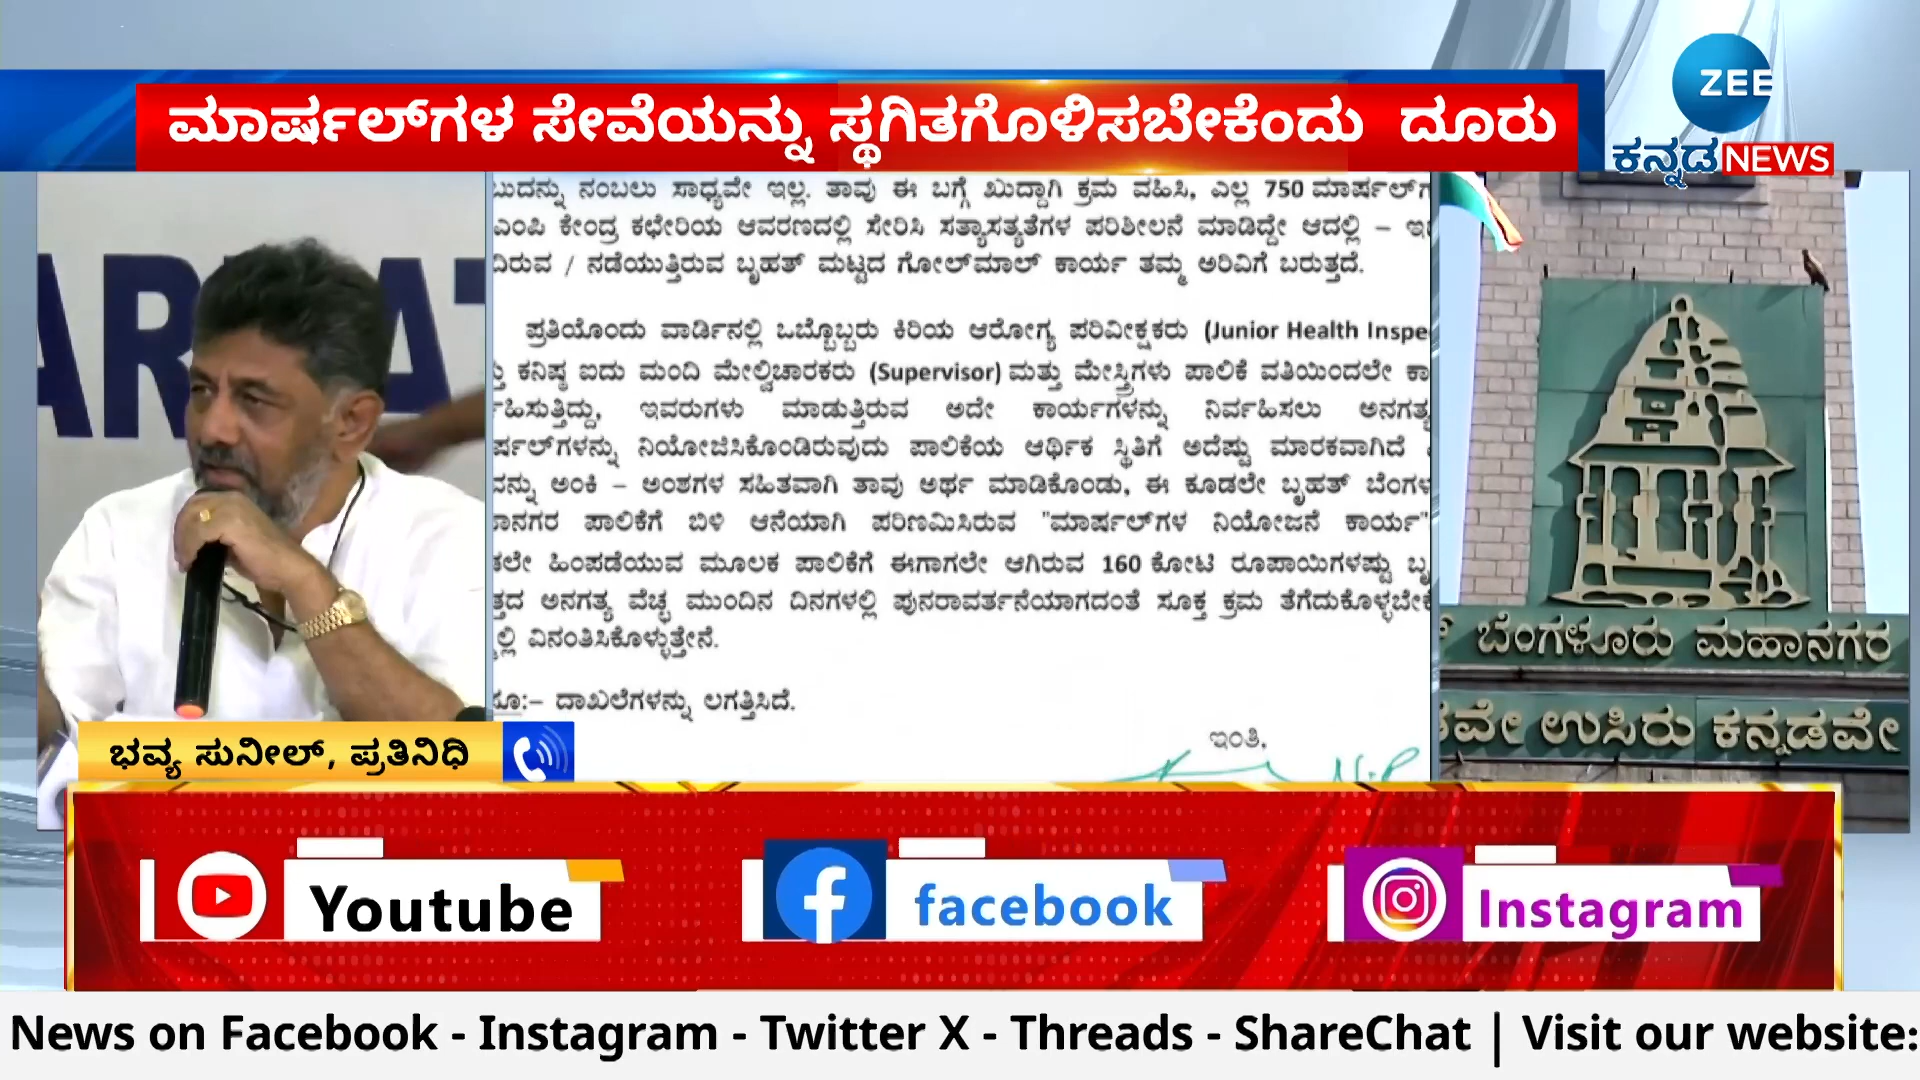 ಮಾರ್ಷಲ್‌ಗಳ ಸೇವೆಯನ್ನು ಸ್ಥಗಿತಗೊಳಿಸಬೇಕೆಂದು ದೂರು
ZEE
ಕನ್ನಡ NEWS
ಬುದನ್ನು ನಂಬಲು ಸಾಧ್ಯವೇ ಇಲ್ಲ. ತಾವು ಈ ಬಗ್ಗೆ ಖುದ್ದಾಗಿ ಕ್ರಮ ವಹಿಸಿ, ಎಲ್ಲ 750 ಮಾರ್ಷಲ್‌ಗ
ಎಂಪಿ ಕೇಂದ್ರ ಕಛೇರಿಯ ಆವರಣದಲ್ಲಿ ಸೇರಿಸಿ ಸತ್ಯಾಸತ್ಯತೆಗಳ ಪರಿಶೀಲನೆ ಮಾಡಿದ್ದೇ ಆದಲ್ಲಿ – ಇ
ದಿರುವ / ನಡೆಯುತ್ತಿರುವ ಬೃಹತ್ ಮಟ್ಟದ ಗೋಲ್‌ಮಾಲ್ ಕಾರ್ಯ ತಮ್ಮ ಅರಿವಿಗೆ ಬರುತ್ತದೆ.
ಪ್ರತಿಯೊಂದು ವಾರ್ಡಿನಲ್ಲಿ ಒಬ್ಬೊಬ್ಬರು ಕಿರಿಯ ಆರೋಗ್ಯ ಪರಿವೀಕ್ಷಕರು (Junior Health Inspe
ತ್ತು ಕನಿಷ್ಠ ಐದು ಮಂದಿ ಮೇಲ್ವಿಚಾರಕರು (Supervisor) ಮತ್ತು ಮೇಸ್ತ್ರಿಗಳು ಪಾಲಿಕೆ ವತಿಯಿಂದಲೇ ಕಾ
ರ್ವಹಿಸುತ್ತಿದ್ದು, ಇವರುಗಳು ಮಾಡುತ್ತಿರುವ ಅದೇ ಕಾರ್ಯಗಳನ್ನು ನಿರ್ವಹಿಸಲು ಅನಗತ್ಯ
ರ್ಷಲ್‌ಗಳನ್ನು ನಿಯೋಜಿಸಿಕೊಂಡಿರುವುದು ಪಾಲಿಕೆಯ ಆರ್ಥಿಕ ಸ್ಥಿತಿಗೆ ಅದೆಷ್ಟು ಮಾರಕವಾಗಿದೆ
ವನ್ನು ಅಂಕಿ – ಅಂಶಗಳ ಸಹಿತವಾಗಿ ತಾವು ಅರ್ಥ ಮಾಡಿಕೊಂಡು, ಈ ಕೂಡಲೇ ಬೃಹತ್ ಬೆಂಗಳ
ಾನಗರ ಪಾಲಿಕೆಗೆ ಬಿಳಿ ಆನೆಯಾಗಿ ಪರಿಣಮಿಸಿರುವ "ಮಾರ್ಷಲ್‌ಗಳ ನಿಯೋಜನೆ ಕಾರ್ಯ"
ಡಲೇ ಹಿಂಪಡೆಯುವ ಮೂಲಕ ಪಾಲಿಕೆಗೆ ಈಗಾಗಲೇ ಆಗಿರುವ 160 ಕೋಟಿ ರೂಪಾಯಿಗಳಷ್ಟು ಬೃ
ತ್ತದ ಅನಗತ್ಯ ವೆಚ್ಛ ಮುಂದಿನ ದಿನಗಳಲ್ಲಿ ಪುನರಾವರ್ತನೆಯಾಗದಂತೆ ಸೂಕ್ತ ಕ್ರಮ ತೆಗೆದುಕೊಳ್ಳಬೇಕೆ
ಲ್ಲಿ ವಿನಂತಿಸಿಕೊಳ್ಳುತ್ತೇನೆ.
ಸೂ:– ದಾಖಲೆಗಳನ್ನು ಲಗತ್ತಿಸಿದೆ.
ಇಂತಿ,
ಬೆಂಗಳೂರು ಮಹಾನಗರ
ಡವೇ ಉಸಿರು ಕನ್ನಡವೇ
ಭವ್ಯ ಸುನೀಲ್, ಪ್ರತಿನಿಧಿ
Youtube
facebook
Instagram
News on Facebook - Instagram - Twitter X - Threads - ShareChat | Visit our website: